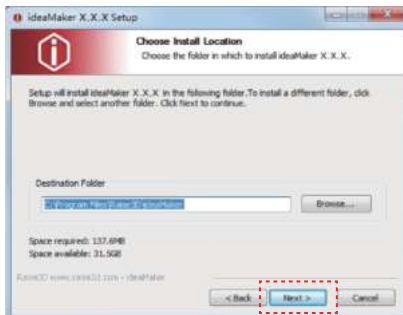 ideaMaker X.X.X Setup
Choose Install Location
Choose the folder in which to install ideaMaker X.X.X.
Setup will install ideaMaker X.X.X in the following folder.To install a different folder, click
Browse and select another folder. Click Next to continue.
Destination Folder
C:\Program Files\Raise3D\ideaMaker
Browse...
Space required: 137.6MB
Space available: 31.5GB
Raise3D www.raise3d.com - ideaMaker
< Back
Next >
Cancel